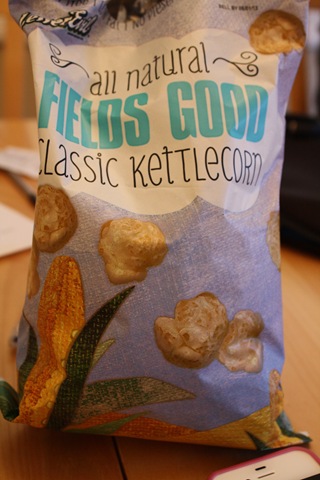 all natural
FIELDS GOOD
classic Kettlecorn